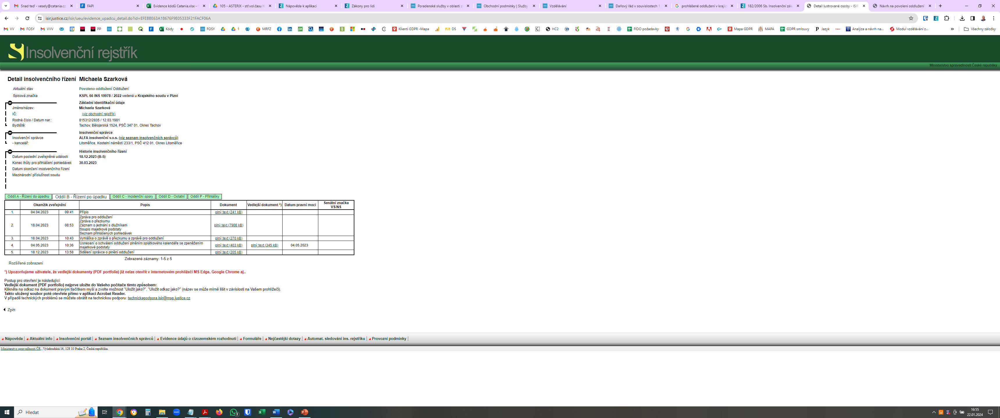 Snad teď - vesely@catania.cz
FAPI
Evidence kódů Catania.xlsx –
105 - ASTERIX - stř.vol.času H
Nápověda k aplikaci
Zákony pro lidi
Poradenské služby v oblasti z
Obchodní podmínky | Služby
Vzdělávání
Daňový řád v souvislostech 1
prohlášené oddlužení v krajíc
182/2006 Sb. Insolvenční zák
Detail lustrované osoby - ISIR
Návrh na povolení oddlužení
isir.justice.cz/isir/ueu/evidence_upadcu_detail.do?id=EFEBBE63A18676F9E05333F21FACF06A
VV FOSY VVV PP Kódy FOSY 1 MRFZ Klienti GDPR -Mapa DS HC2 24 FIDO požadavky Mapa GDPR MAPA GDPR smlouvy Jazyk Analýza a návrh na... Modul vzdělávání z... » Všechny záložky
Insolvenční rejstřík
Ministerstvo spravedlnosti České republiky
Detail insolvenčního řízení Michaela Szarková
Aktuální stav Povoleno oddlužení Oddlužení
Spisová značka KSPL 66 INS 19978 / 2022 vedená u Krajského soudu v Plzni
Základní identifikační údaje
Jméno/název: Michaela Szarková
IČ: (viz obchodní rejstřík)
Rodné číslo / Datum nar.: 815312/2835 / 12.03.1981
Bydliště: Tachov, Bělojarská 1524, PSČ 347 01, Okres Tachov
Insolvenční správce
Insolvenční správce ALFA insolvenční v.o.s. (viz seznam insolvenčních správců)
- kancelář: Litoměřice, Kostelní náměstí 233/1, PSČ 412 01, Okres Litoměřice
Historie insolvenčního řízení
Datum poslední zveřejněné události 18.12.2023 (B-5)
Konec lhůty pro přihlášení pohledávek 30.03.2023
Datum skončení insolvenčního řízení
Mezinárodní příslušnost soudu
Oddíl A - Řízení do úpadku Oddíl B - Řízení po úpadku Oddíl C - Incidenční spory Oddíl D - Ostatní Oddíl P - Přihlášky
Okamžik zveřejnění Popis Dokument Vedlejší dokument *) Datum pravní moci Senátní značka
VS/NS
1. 04.04.2023 09:41 Přípis plný text (241 kB)
Zpráva pro oddlužení
Zpráva o přezkumu
2. 18.04.2023 08:53 Záznam o jednání s dlužníkem plný text (7906 kB)
Soupis majetkové podstaty
Seznam přihlášených pohledávek
3. 18.04.2023 10:43 Vyhláška o zprávě o přezkumu a zprávě pro oddlužení plný text (270 kB)
4. 04.05.2023 10:36 Usnesení o schválení oddlužení plněním splátkového kalendáře se zpeněžením plný text (403 kB) plný text (345 kB) 04.05.2023
majetkové podstaty
5. 18.12.2023 13:58 Sdělení správce o plnění oddlužení plný text (205 kB)
Zobrazené záznamy: 1-5 z 5
Rozšířené zobrazení
*) Upozorňujeme uživatele, že vedlejší dokumenty (PDF portfolia) již nelze otevřít v internetovém prohlížeči MS Edge, Google Chrome aj..
Postup pro otevření je následující:
Vedlejší dokument (PDF portfolio) nejprve uložte do Vašeho počítače tímto způsobem:
Klikněte na odkaz na dokument pravým tlačítkem myši a zvolte možnost "Uložit jako?", "Uložit odkaz jako?" (název se může mírně lišit v závislosti na Vašem prohlížeči).
Takto uložený soubor poté otevřete přímo v aplikaci Acrobat Reader.
V případě technických problémů se můžete obrátit na technickou podporu: technickapodpora.isir@msp.justice.cz.
Zpět
Nápověda | Aktuální info | Insolvenční portál | Seznam insolvenčních správců | Evidence údajů o cizozemském rozhodnutí | Formuláře | Nejčastější dotazy | Automat. sledování ins. rejstříku | Provozní podmínky |
Ministerstvo spravedlnosti ČR , Vyšehradská 16, 128 10 Praha 2, Česká republika.
Hledat
3
16:55
22.01.2024